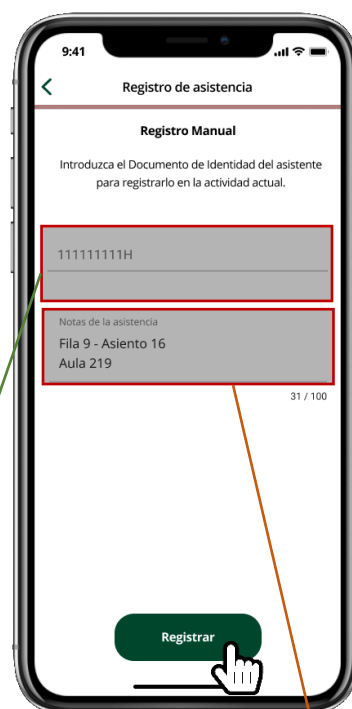 9:41
Registro de asistencia
Registro Manual
Introduzca el Documento de Identidad del asistente
para registrarlo en la actividad actual.
111111111H
Notas de la asistencia
Fila 9 - Asiento 16
Aula 219
31 / 100
Registrar